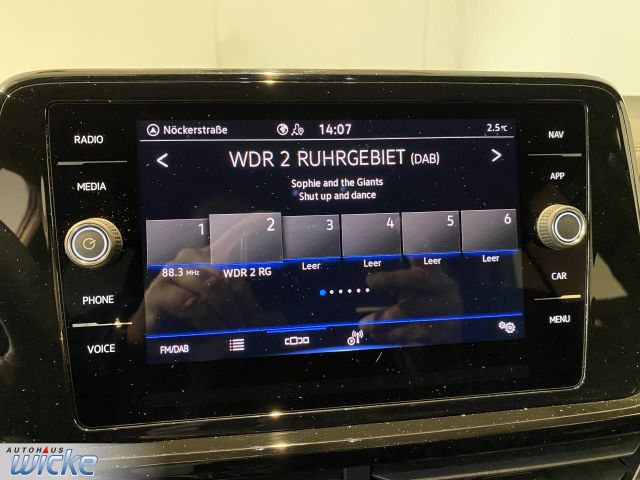 RADIO
MEDIA
PHONE
VOICE
NAV
APP
CAR
MENU
Nöckerstraße 14:07 2.5°C
< WDR 2 RUHRGEBIET (DAB) >
Sophie and the Giants
Shut up and dance
1 2 3 4 5 6
88.3 MHz WDR 2 RG Leer Leer Leer Leer
FM/DAB
AUTOHAUS
WICKE